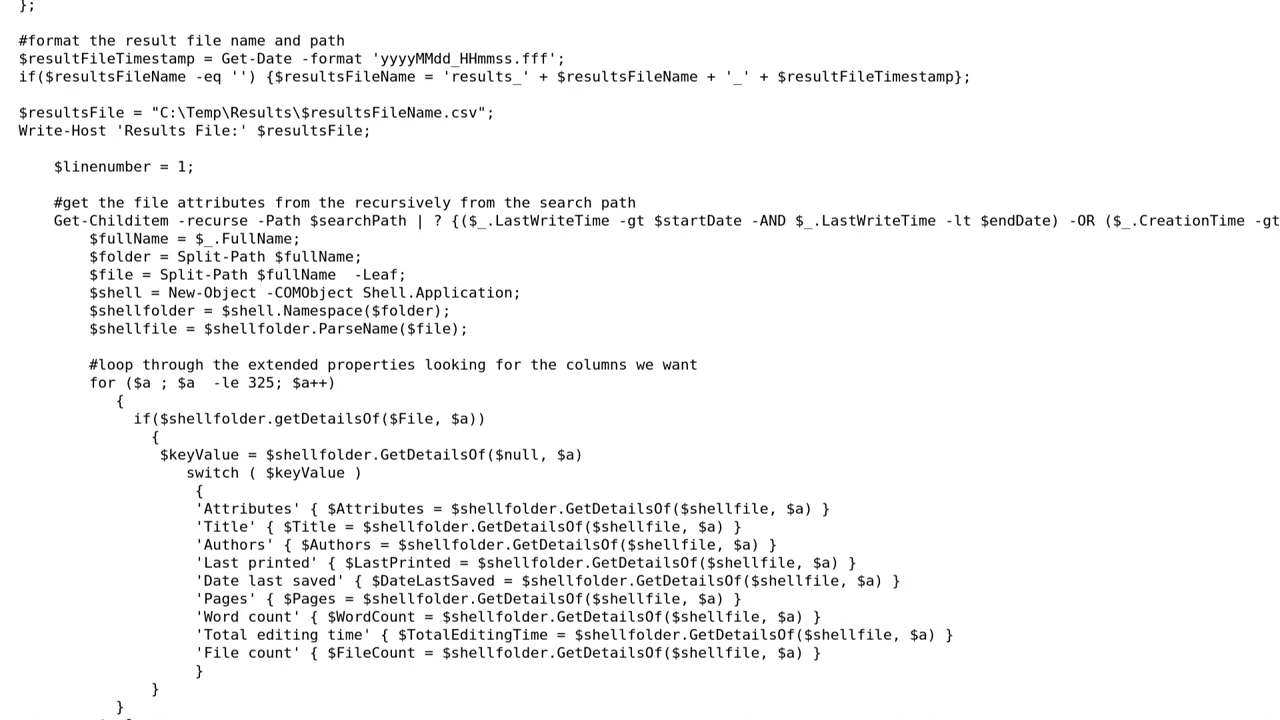 };
#format the result file name and path
$resultFileTimestamp = Get-Date -format 'yyyyMMdd_HHmmss.fff';
if($resultsFileName -eq '') {$resultsFileName = 'results_' + $resultsFileName + '_' + $resultFileTimestamp};
$resultsFile = "C:\Temp\Results\$resultsFileName.csv";
Write-Host 'Results File:' $resultsFile;
$linenumber = 1;
#get the file attributes from the recursively from the search path
Get-Childitem -recurse -Path $searchPath | ? {($_.LastWriteTime -gt $startDate -AND $_.LastWriteTime -lt $endDate) -OR ($_.CreationTime -gt
$fullName = $_.FullName;
$folder = Split-Path $fullName;
$file = Split-Path $fullName  -Leaf;
$shell = New-Object -COMObject Shell.Application;
$shellfolder = $shell.Namespace($folder);
$shellfile = $shellfolder.ParseName($file);
#loop through the extended properties looking for the columns we want
for ($a ; $a  -le 325; $a++)
{
if($shellfolder.getDetailsOf($File, $a))
{
$keyValue = $shellfolder.GetDetailsOf($null, $a)
switch ( $keyValue )
{
'Attributes' { $Attributes = $shellfolder.GetDetailsOf($shellfile, $a) }
'Title' { $Title = $shellfolder.GetDetailsOf($shellfile, $a) }
'Authors' { $Authors = $shellfolder.GetDetailsOf($shellfile, $a) }
'Last printed' { $LastPrinted = $shellfolder.GetDetailsOf($shellfile, $a) }
'Date last saved' { $DateLastSaved = $shellfolder.GetDetailsOf($shellfile, $a) }
'Pages' { $Pages = $shellfolder.GetDetailsOf($shellfile, $a) }
'Word count' { $WordCount = $shellfolder.GetDetailsOf($shellfile, $a) }
'Total editing time' { $TotalEditingTime = $shellfolder.GetDetailsOf($shellfile, $a) }
'File count' { $FileCount = $shellfolder.GetDetailsOf($shellfile, $a) }
}
}
}